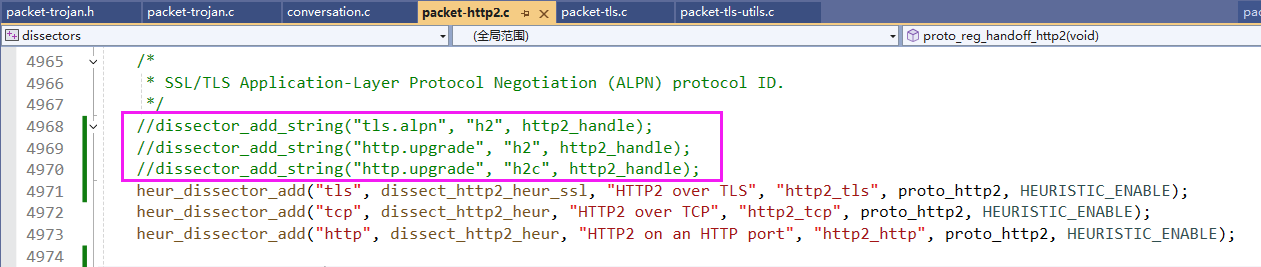 packet-trojan.h packet-trojan.c conversation.c packet-http2.c packet-tls.c packet-tls-utils.c pac
dissectors (全局范围) proto_reg_handoff_http2(void)
4965 /*
4966 * SSL/TLS Application-Layer Protocol Negotiation (ALPN) protocol ID.
4967 */
4968 //dissector_add_string("tls.alpn", "h2", http2_handle);
4969 //dissector_add_string("http.upgrade", "h2", http2_handle);
4970 //dissector_add_string("http.upgrade", "h2c", http2_handle);
4971 heur_dissector_add("tls", dissect_http2_heur_ssl, "HTTP2 over TLS", "http2_tls", proto_http2, HEURISTIC_ENABLE);
4972 heur_dissector_add("tcp", dissect_http2_heur, "HTTP2 over TCP", "http2_tcp", proto_http2, HEURISTIC_ENABLE);
4973 heur_dissector_add("http", dissect_http2_heur, "HTTP2 on an HTTP port", "http2_http", proto_http2, HEURISTIC_ENABLE);
4974